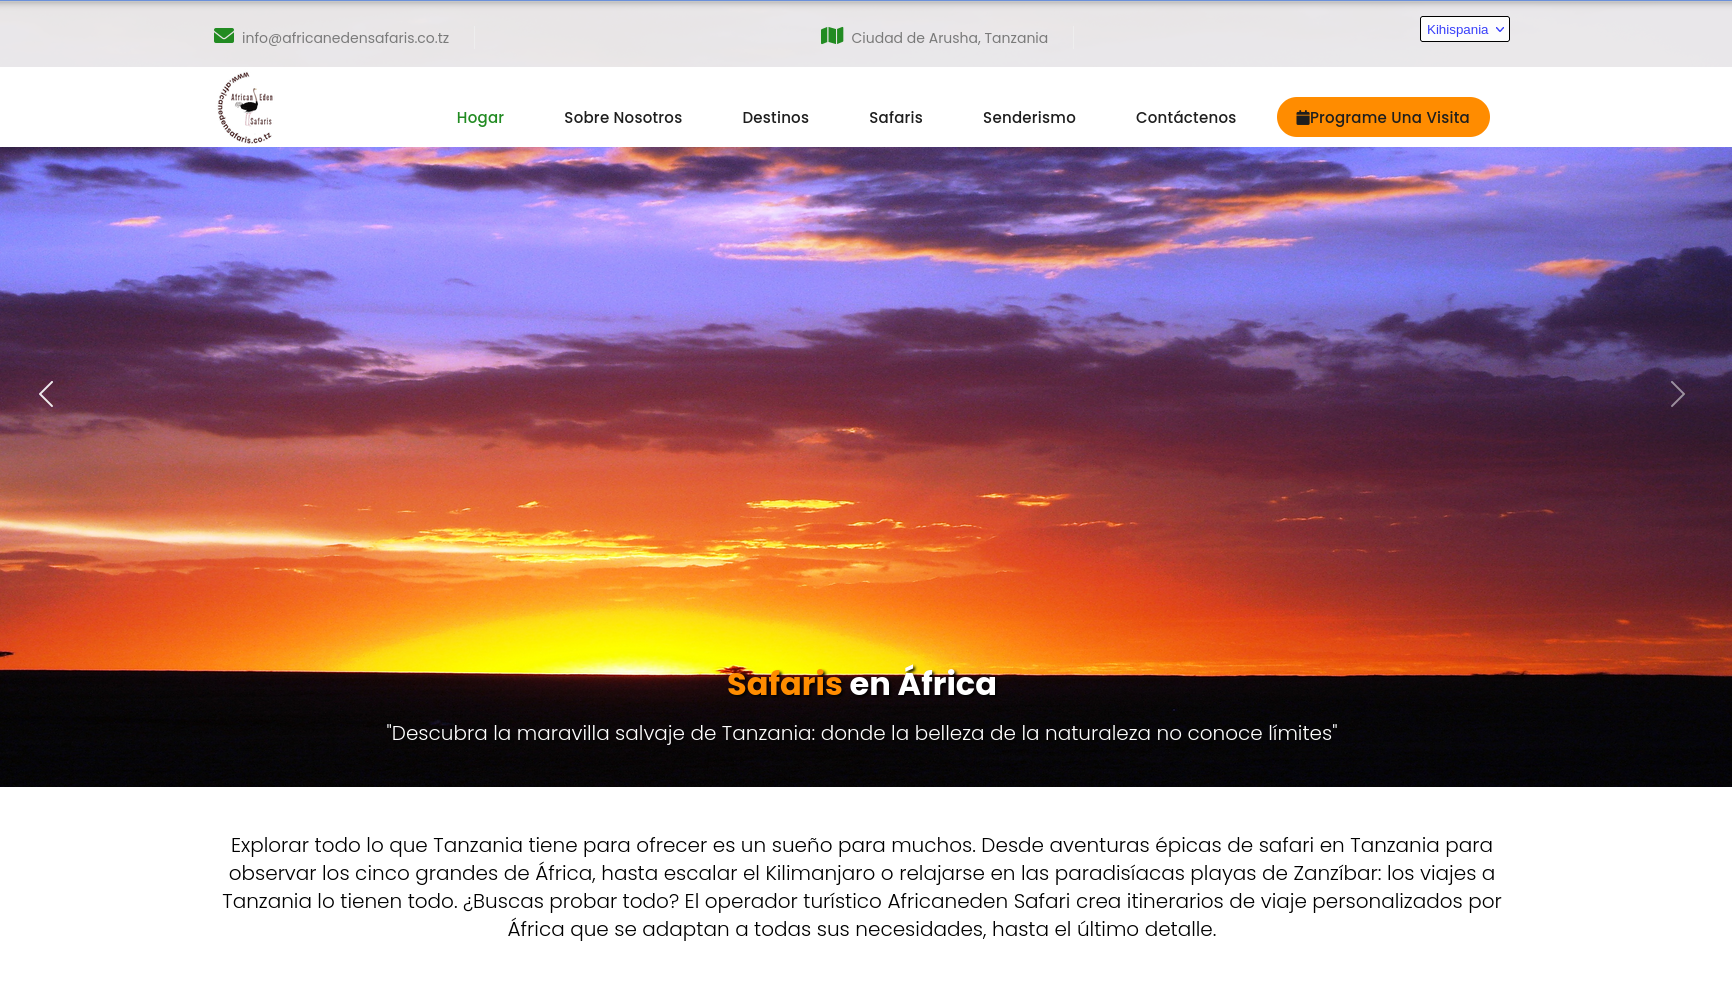 info@africanedensafaris.co.tz
Ciudad de Arusha, Tanzania
Kihispania
www.africanedensafaris.co.tz
African Eden
Safaris
Hogar
Sobre Nosotros
Destinos
Safaris
Senderismo
Contáctenos
Programe Una Visita
Safaris en África
"Descubra la maravilla salvaje de Tanzania: donde la belleza de la naturaleza no conoce límites"
Explorar todo lo que Tanzania tiene para ofrecer es un sueño para muchos. Desde aventuras épicas de safari en Tanzania para
observar los cinco grandes de África, hasta escalar el Kilimanjaro o relajarse en las paradisíacas playas de Zanzíbar: los viajes a
Tanzania lo tienen todo. ¿Buscas probar todo? El operador turístico Africaneden Safari crea itinerarios de viaje personalizados por
África que se adaptan a todas sus necesidades, hasta el último detalle.